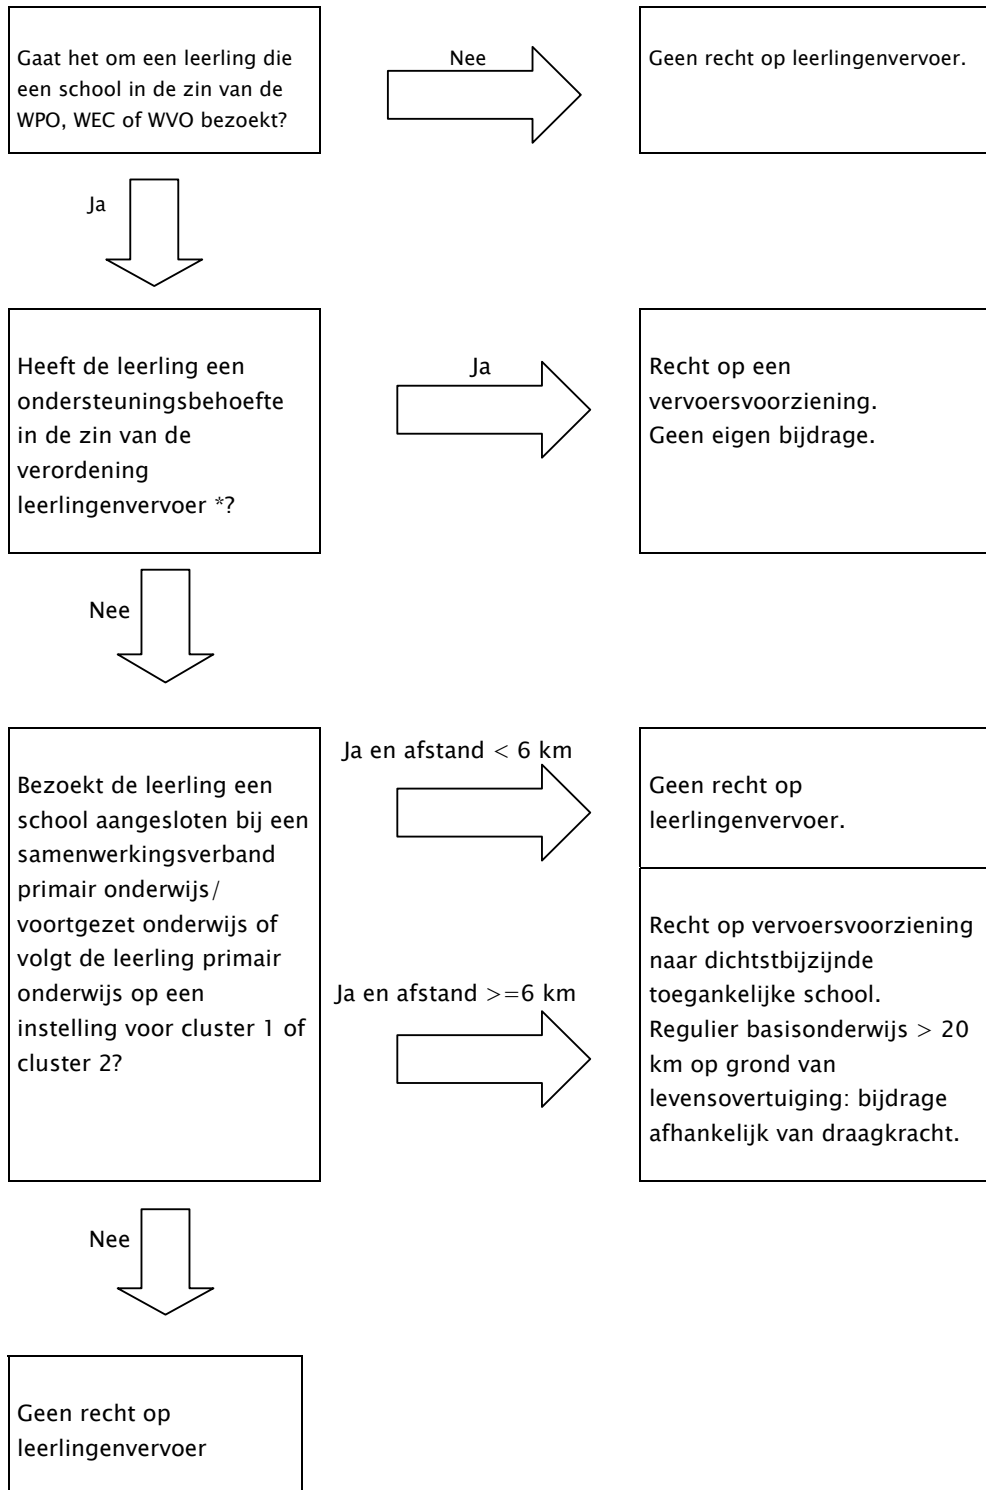 Gaat het om een leerling die
een school in de zin van de
WPO, WEC of WVO bezoekt?
Nee
Geen recht op leerlingenvervoer.
Ja
Heeft de leerling een
ondersteuningsbehoefte
in de zin van de
verordening
leerlingenvervoer *?
Ja
Recht op een
vervoersvoorziening.
Geen eigen bijdrage.
Nee
Bezoekt de leerling een
school aangesloten bij een
samenwerkingsverband
primair onderwijs/
voortgezet onderwijs of
volgt de leerling primair
onderwijs op een
instelling voor cluster 1 of
cluster 2?
Ja en afstand < 6 km
Geen recht op
leerlingenvervoer.
Ja en afstand >=6 km
Recht op vervoersvoorziening
naar dichtstbijzijnde
toegankelijke school.
Regulier basisonderwijs > 20
km op grond van
levensovertuiging: bijdrage
afhankelijk van draagkracht.
Nee
Geen recht op
leerlingenvervoer